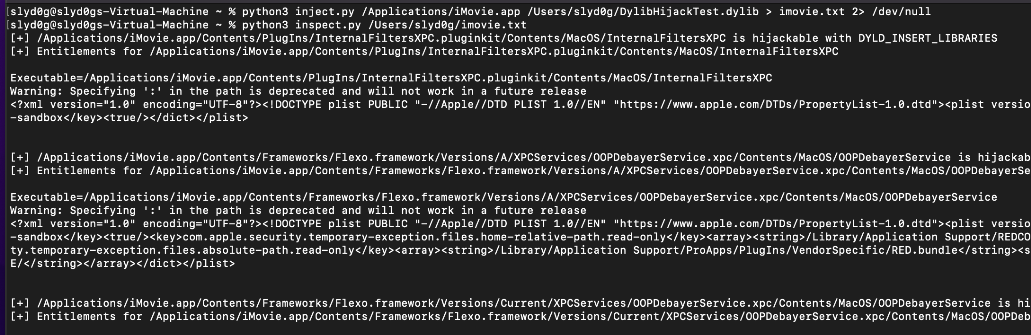 slyd0g@slyd0gs-Virtual-Machine ~ % python3 inject.py /Applications/iMovie.app /Users/slyd0g/DylibHijackTest.dylib > imovie.txt 2> /dev/null
slyd0g@slyd0gs-Virtual-Machine ~ % python3 inspect.py /Users/slyd0g/imovie.txt
[+] /Applications/iMovie.app/Contents/PlugIns/InternalFiltersXPC.pluginkit/Contents/MacOS/InternalFiltersXPC is hijackable with DYLD_INSERT_LIBRARIES
[+] Entitlements for /Applications/iMovie.app/Contents/PlugIns/InternalFiltersXPC.pluginkit/Contents/MacOS/InternalFiltersXPC
Executable=/Applications/iMovie.app/Contents/PlugIns/InternalFiltersXPC.pluginkit/Contents/MacOS/InternalFiltersXPC
Warning: Specifying ':' in the path is deprecated and will not work in a future release
<?xml version="1.0" encoding="UTF-8"?><!DOCTYPE plist PUBLIC "-//Apple//DTD PLIST 1.0//EN" "https://www.apple.com/DTDs/PropertyList-1.0.dtd"><plist versio
-sandbox</key><true/></dict></plist>
[+] /Applications/iMovie.app/Contents/Frameworks/Flexo.framework/Versions/A/XPCServices/OOPDebayerService.xpc/Contents/MacOS/OOPDebayerService is hijackab
[+] Entitlements for /Applications/iMovie.app/Contents/Frameworks/Flexo.framework/Versions/A/XPCServices/OOPDebayerService.xpc/Contents/MacOS/OOPDebayerSe
Executable=/Applications/iMovie.app/Contents/Frameworks/Flexo.framework/Versions/A/XPCServices/OOPDebayerService.xpc/Contents/MacOS/OOPDebayerService
Warning: Specifying ':' in the path is deprecated and will not work in a future release
<?xml version="1.0" encoding="UTF-8"?><!DOCTYPE plist PUBLIC "-//Apple//DTD PLIST 1.0//EN" "https://www.apple.com/DTDs/PropertyList-1.0.dtd"><plist versio
-sandbox</key><true/><key>com.apple.security.temporary-exception.files.home-relative-path.read-only</key><array><string>/Library/Application Support/REDCO
ty.temporary-exception.files.absolute-path.read-only</key><array><string>/Library/Application Support/ProApps/PlugIns/VendorSpecific/RED.bundle</string><s
E/</string></array></dict></plist>
[+] /Applications/iMovie.app/Contents/Frameworks/Flexo.framework/Versions/Current/XPCServices/OOPDebayerService.xpc/Contents/MacOS/OOPDebayerService is hi
[+] Entitlements for /Applications/iMovie.app/Contents/Frameworks/Flexo.framework/Versions/Current/XPCServices/OOPDebayerService.xpc/Contents/MacOS/OOPDeb